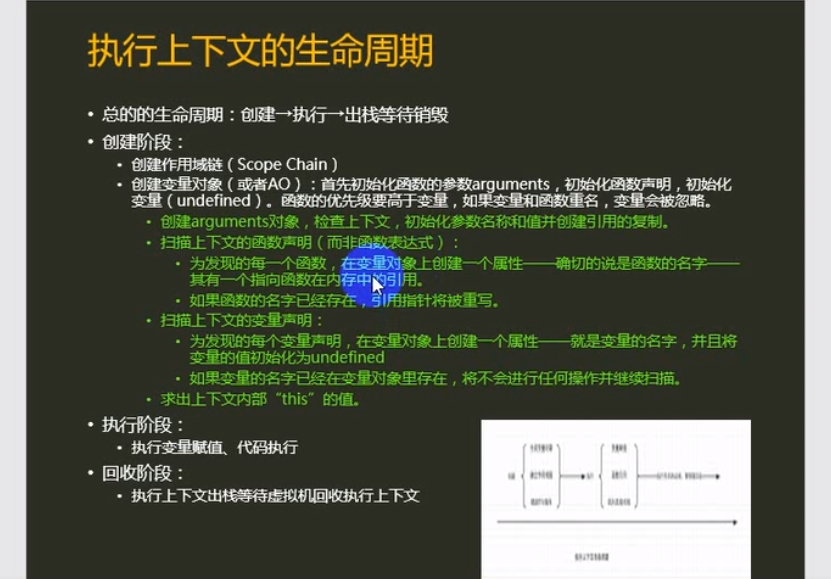 执行上下文的生命周期
• 总的的生命周期：创建→执行→出栈等待销毁
• 创建阶段：
• 创建作用域链（Scope Chain）
• 创建变量对象（或者AO）：首先初始化函数的参数arguments，初始化函数声明，初始化
变量（undefined）。函数的优先级要高于变量，如果变量和函数重名，变量会被忽略。
• 创建arguments对象，检查上下文，初始化参数名称和值并创建引用的复制。
• 扫描上下文的函数声明（而非函数表达式）：
• 为发现的每一个函数，在变量对象上创建一个属性——确切的说是函数的名字——
其有一个指向函数在内存中的引用。
• 如果函数的名字已经存在，引用指针将被重写。
• 扫描上下文的变量声明：
• 为发现的每个变量声明，在变量对象上创建一个属性——就是变量的名字，并且将
变量的值初始化为undefined
• 如果变量的名字已经在变量对象里存在，将不会进行任何操作并继续扫描。
• 求出上下文内部“this”的值。
• 执行阶段：
• 执行变量赋值、代码执行
• 回收阶段：
• 执行上下文出栈等待虚拟机回收执行上下文